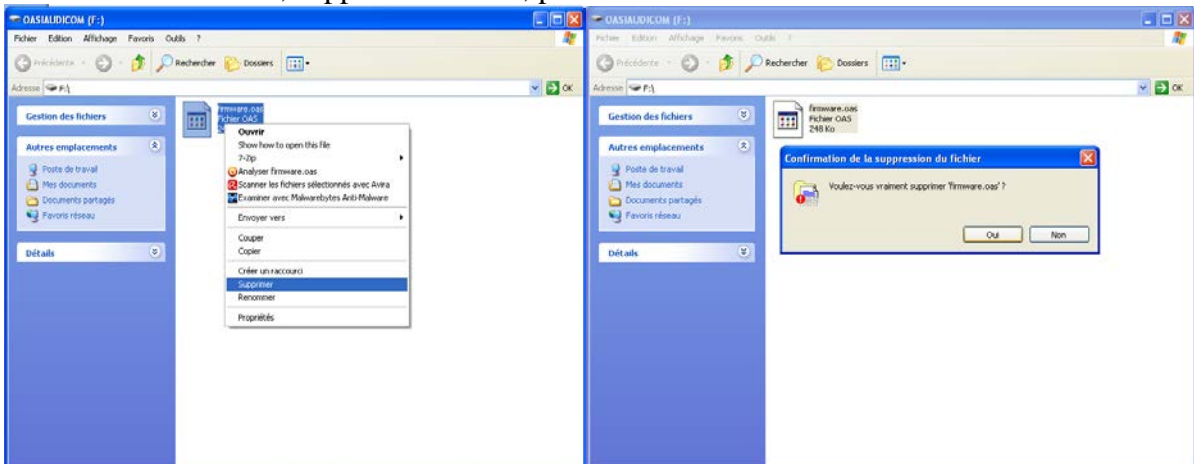 OASIAUDICOM (F:)
Fichier Edition Affichage Favoris Outils ?
Précédente Rechercher Dossiers
Adresse F:\ OK
Gestion des fichiers
Autres emplacements
Poste de travail
Mes documents
Documents partagés
Favoris réseau
Détails
firmware.oas
Fichier OAS
Ouvrir
Show how to open this file
7-Zip
Analyser firmware.oas
Scanner les fichiers sélectionnés avec Avira
Examiner avec Malwarebytes Anti-Malware
Envoyer vers
Couper
Copier
Créer un raccourci
Supprimer
Renommer
Propriétés
OASIAUDICOM (F:)
Fichier Edition Affichage Favoris Outils ?
Précédente Rechercher Dossiers
Adresse F:\ OK
Gestion des fichiers
Autres emplacements
Poste de travail
Mes documents
Documents partagés
Favoris réseau
Détails
firmware.oas
Fichier OAS
248 Ko
Confirmation de la suppression du fichier
Voulez-vous vraiment supprimer 'firmware.oas' ?
Oui Non